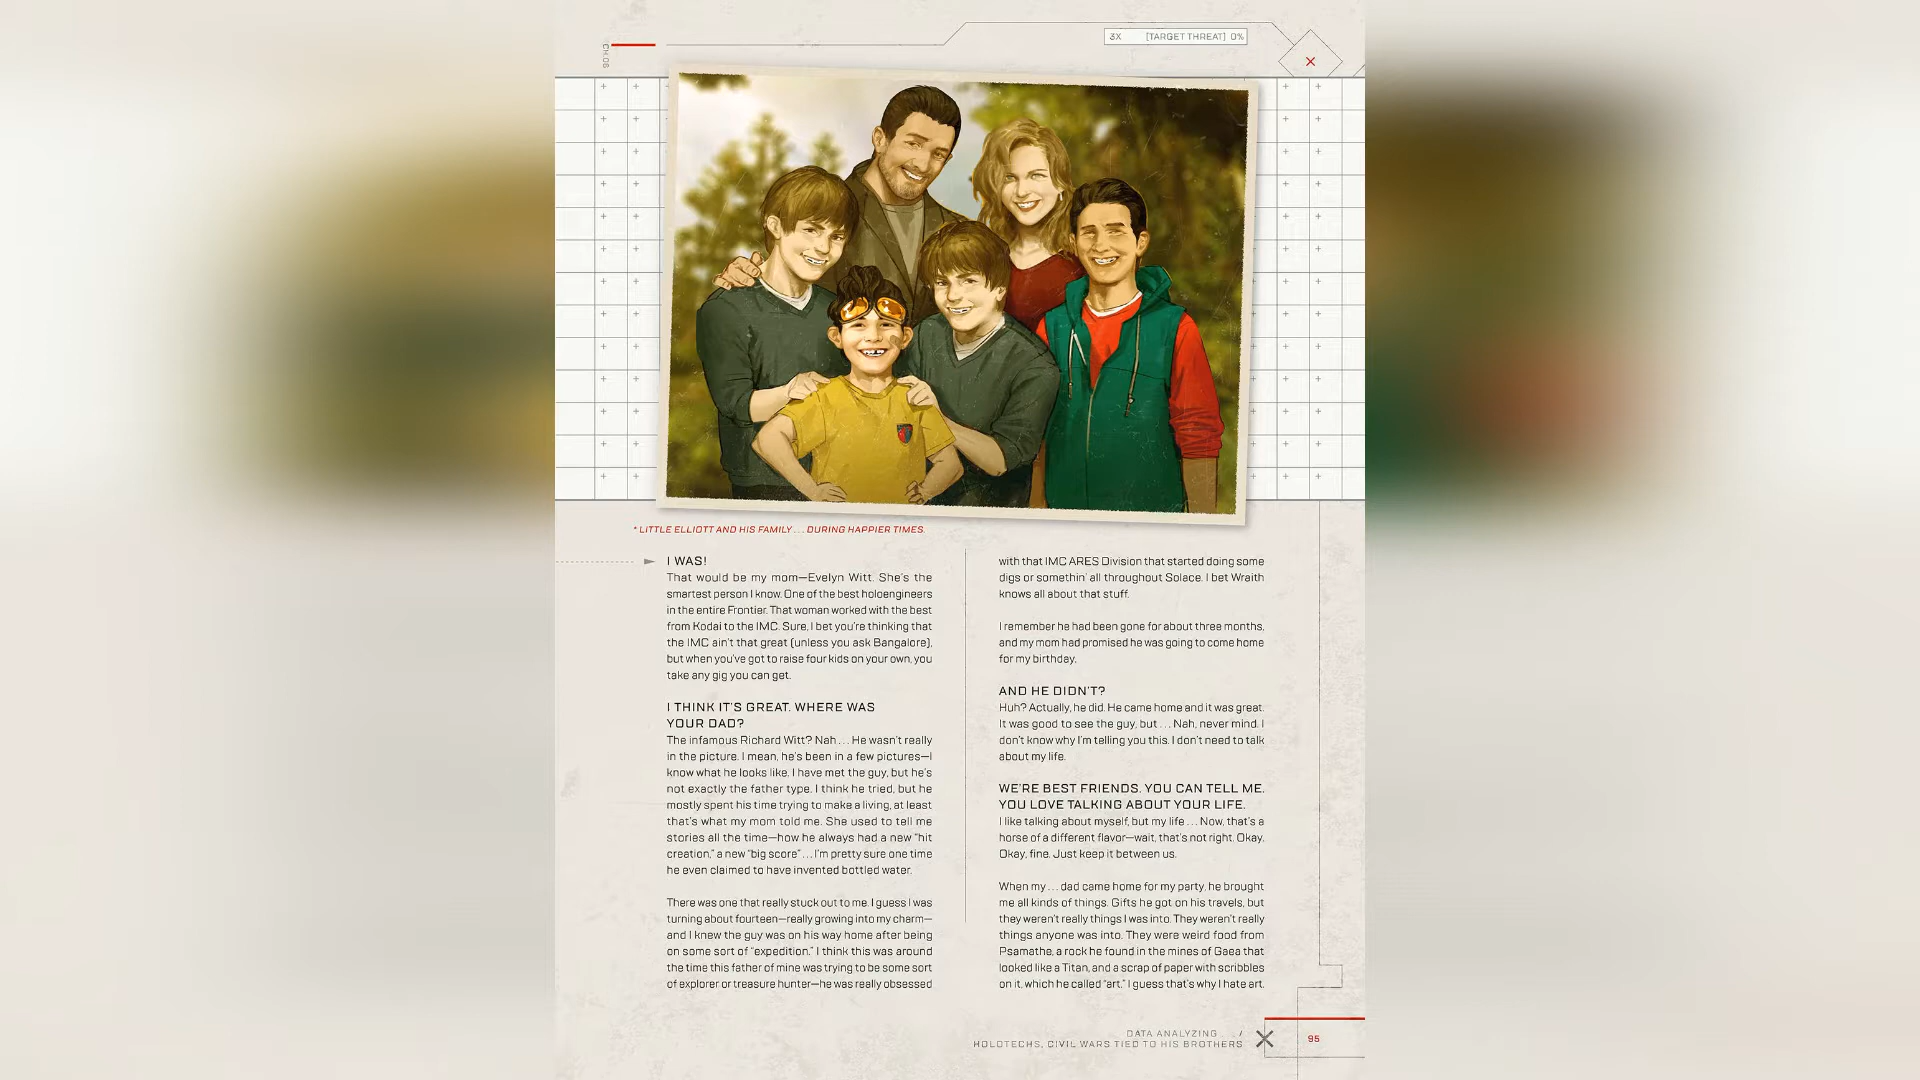 CH.06
3X [TARGET THREAT] 0%
* LITTLE ELLIOTT AND HIS FAMILY . . . DURING HAPPIER TIMES.
I WAS!
That would be my mom—Evelyn Witt. She's the
smartest person I know. One of the best holoengineers
in the entire Frontier. That woman worked with the best
from Kodai to the IMC. Sure, I bet you're thinking that
the IMC ain't that great (unless you ask Bangalore),
but when you've got to raise four kids on your own, you
take any gig you can get.
I THINK IT'S GREAT. WHERE WAS
YOUR DAD?
The infamous Richard Witt? Nah . . . He wasn't really
in the picture. I mean, he's been in a few pictures—I
know what he looks like. I have met the guy, but he's
not exactly the father type. I think he tried, but he
mostly spent his time trying to make a living, at least
that's what my mom told me. She used to tell me
stories all the time—how he always had a new "hit
creation," a new "big score" . . . I'm pretty sure one time
he even claimed to have invented bottled water.
There was one that really stuck out to me. I guess I was
turning about fourteen—really growing into my charm—
and I knew the guy was on his way home after being
on some sort of "expedition." I think this was around
the time this father of mine was trying to be some sort
of explorer or treasure hunter—he was really obsessed
with that IMC ARES Division that started doing some
digs or somethin' all throughout Solace. I bet Wraith
knows all about that stuff.
I remember he had been gone for about three months,
and my mom had promised he was going to come home
for my birthday.
AND HE DIDN'T?
Huh? Actually, he did. He came home and it was great.
It was good to see the guy, but . . . Nah, never mind. I
don't know why I'm telling you this. I don't need to talk
about my life.
WE'RE BEST FRIENDS. YOU CAN TELL ME.
YOU LOVE TALKING ABOUT YOUR LIFE.
I like talking about myself, but my life . . . Now, that's a
horse of a different flavor—wait, that's not right. Okay.
Okay, fine. Just keep it between us.
When my . . . dad came home for my party, he brought
me all kinds of things. Gifts he got on his travels, but
they weren't really things I was into. They weren't really
things anyone was into. They were weird food from
Psamathe, a rock he found in the mines of Gaea that
looked like a Titan, and a scrap of paper with scribbles
on it, which he called "art." I guess that's why I hate art.
DATA ANALYZING . . . /
HOLOTECHS, CIVIL WARS TIED TO HIS BROTHERS
95